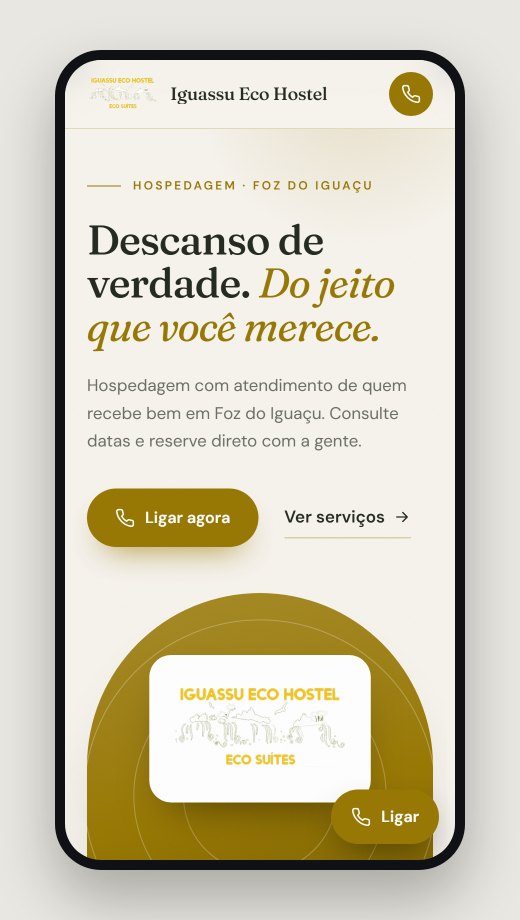 IGUASSU ECO HOSTEL
ECO SUÍTES
Iguassu Eco Hostel
HOSPEDAGEM · FOZ DO IGUAÇU
Descanso de
verdade. Do jeito
que você merece.
Hospedagem com atendimento de quem
recebe bem em Foz do Iguaçu. Consulte
datas e reserve direto com a gente.
Ligar agora
Ver serviços →
IGUASSU ECO HOSTEL
ECO SUÍTES
Ligar